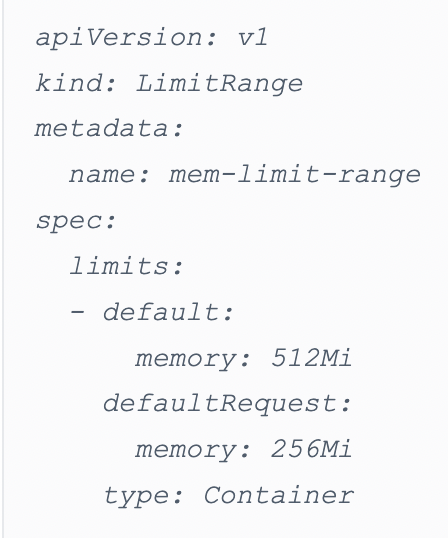 apiVersion: v1
kind: LimitRange
metadata:
  name: mem-limit-range
spec:
  limits:
  - default:
      memory: 512Mi
    defaultRequest:
      memory: 256Mi
    type: Container